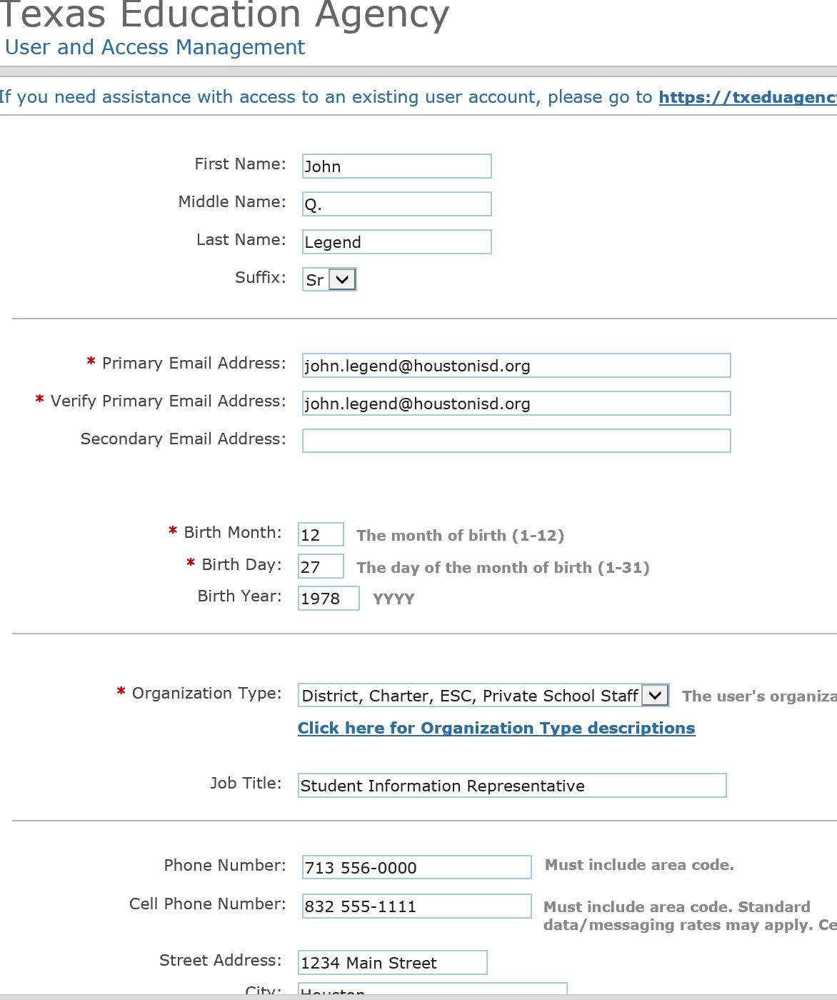 Texas Education Agency
User and Access Management
If you need assistance with access to an existing user account, please go to https://txeduagency
First Name: John
Middle Name: Q.
Last Name: Legend
Suffix: Sr
* Primary Email Address: john.legend@houstonisd.org
* Verify Primary Email Address: john.legend@houstonisd.org
Secondary Email Address:
* Birth Month: 12 The month of birth (1-12)
* Birth Day: 27 The day of the month of birth (1-31)
Birth Year: 1978 YYYY
* Organization Type: District, Charter, ESC, Private School Staff The user's organiza
Click here for Organization Type descriptions
Job Title: Student Information Representative
Phone Number: 713 556-0000 Must include area code.
Cell Phone Number: 832 555-1111 Must include area code. Standard
data/messaging rates may apply. Ce
Street Address: 1234 Main Street
City: Houston